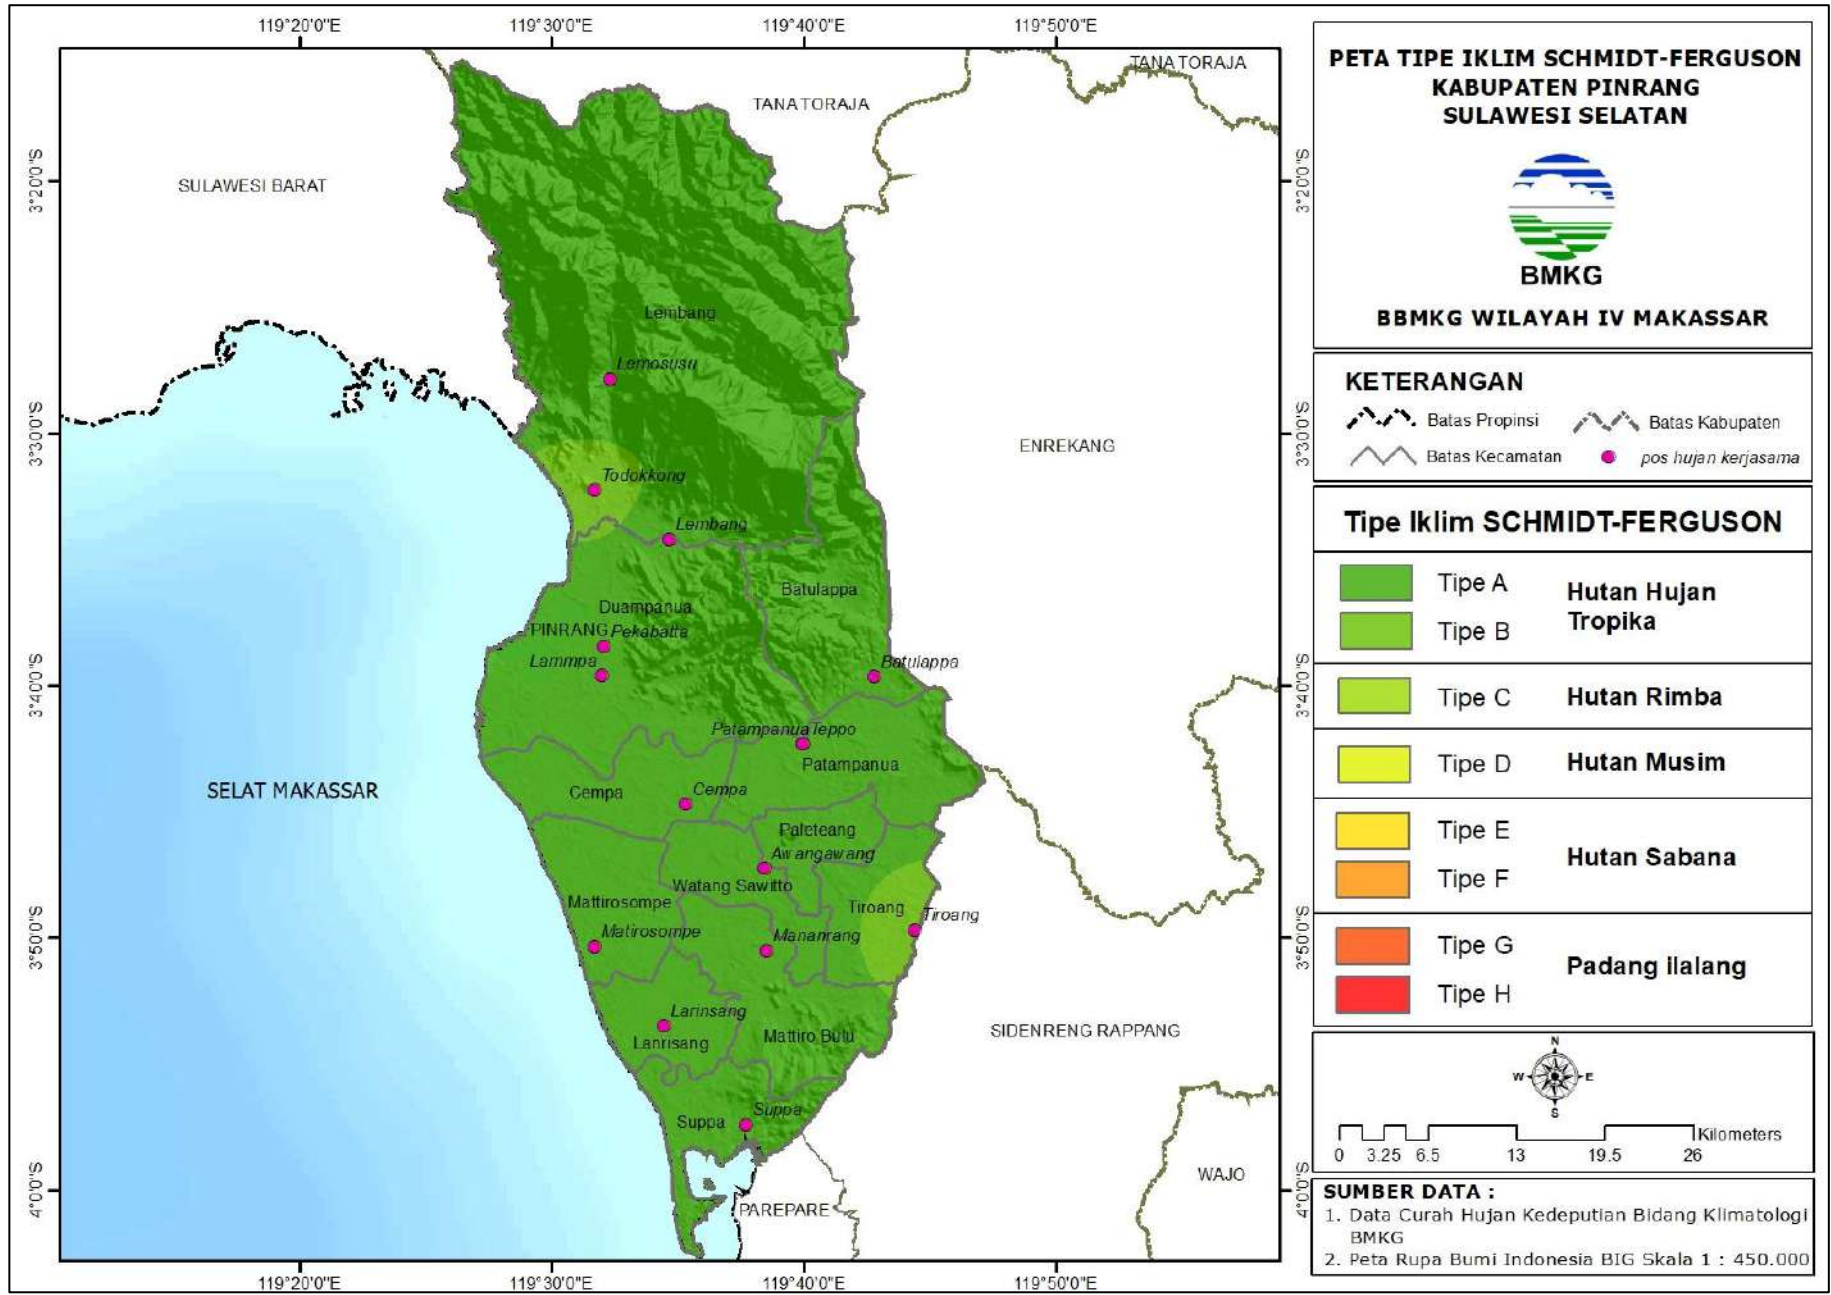 119°20'0"E 119°30'0"E 119°40'0"E 119°50'0"E
3°20'0"S
3°30'0"S
3°40'0"S
3°50'0"S
4°0'0"S
TANA TORAJA
TANA TORAJA
SULAWESI BARAT
Lembang
Lemosusu
ENREKANG
Todokkong
Lembang
Batulappa
Duampanua
PINRANG Pekabatta
Lammpa
Batulappa
Patampanua Teppo
Patampanua
SELAT MAKASSAR
Cempa
Cempa
Paleteang
Awangawang
Watang Sawitto
Mattirosompe
Tiroang
Tiroang
Matirosompe
Mananrang
Larinsang
Lanrisang
Mattiro Bulu
SIDENRENG RAPPANG
Suppa
Suppa
WAJO
PAREPARE
3°20'0"S
3°30'0"S
3°40'0"S
3°50'0"S
4°0'0"S
119°20'0"E 119°30'0"E 119°40'0"E 119°50'0"E
PETA TIPE IKLIM SCHMIDT-FERGUSON
KABUPATEN PINRANG
SULAWESI SELATAN
BMKG
BBMKG WILAYAH IV MAKASSAR
KETERANGAN
Batas Propinsi Batas Kabupaten
Batas Kecamatan pos hujan kerjasama
Tipe Iklim SCHMIDT-FERGUSON
Tipe A
Tipe B
Hutan Hujan
Tropika
Tipe C Hutan Rimba
Tipe D Hutan Musim
Tipe E
Tipe F
Hutan Sabana
Tipe G
Tipe H
Padang ilalang
N
W E
S
Kilometers
0 3.25 6.5 13 19.5 26
SUMBER DATA :
1. Data Curah Hujan Kedeputian Bidang Klimatologi
BMKG
2. Peta Rupa Bumi Indonesia BIG Skala 1 : 450.000